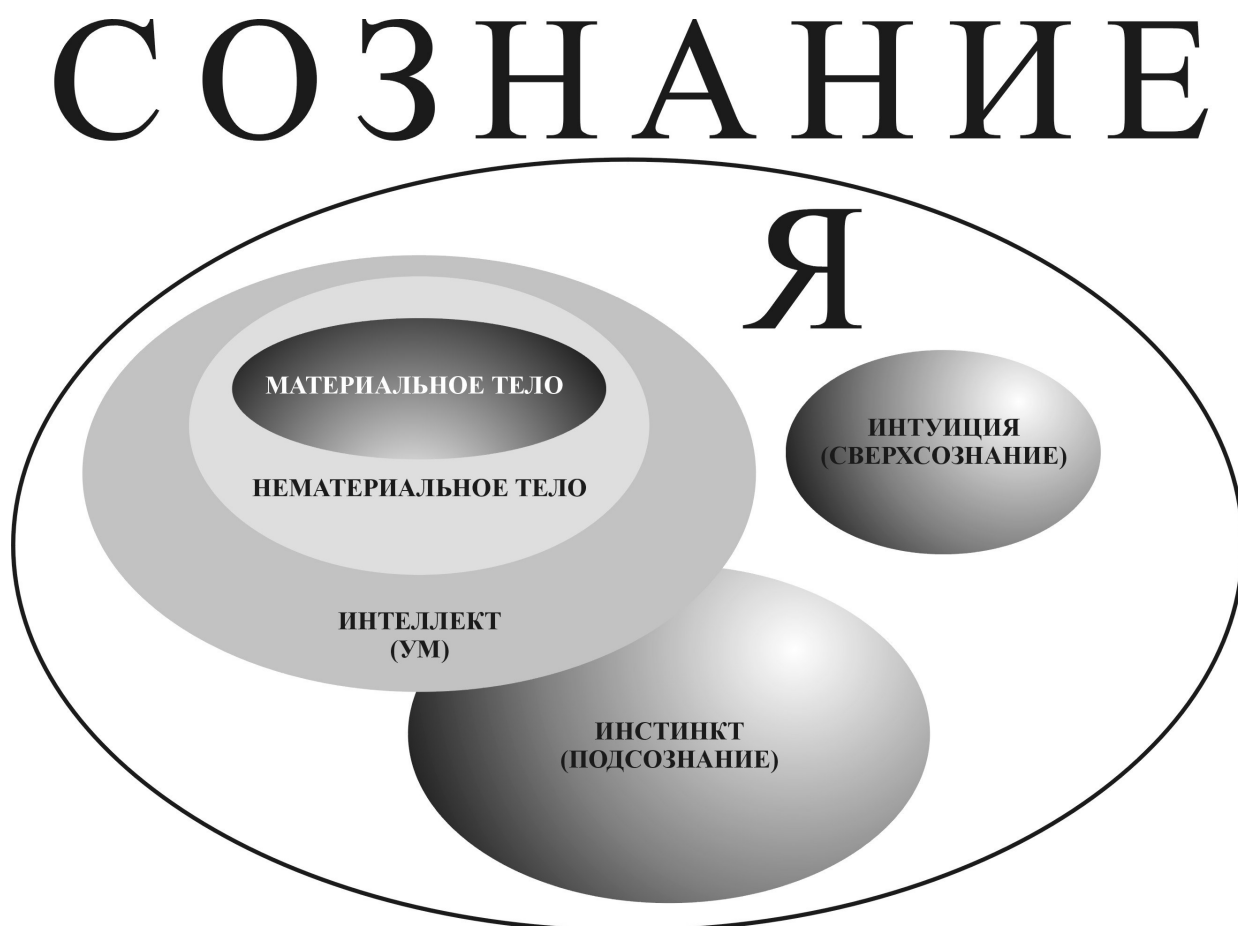 СОЗНАНИЕ
Я
МАТЕРИАЛЬНОЕ ТЕЛО
ИНТУИЦИЯ
(СВЕРХСОЗНАНИЕ)
НЕМАТЕРИАЛЬНОЕ ТЕЛО
ИНТЕЛЛЕКТ
(УМ)
ИНСТИНКТ
(ПОДСОЗНАНИЕ)